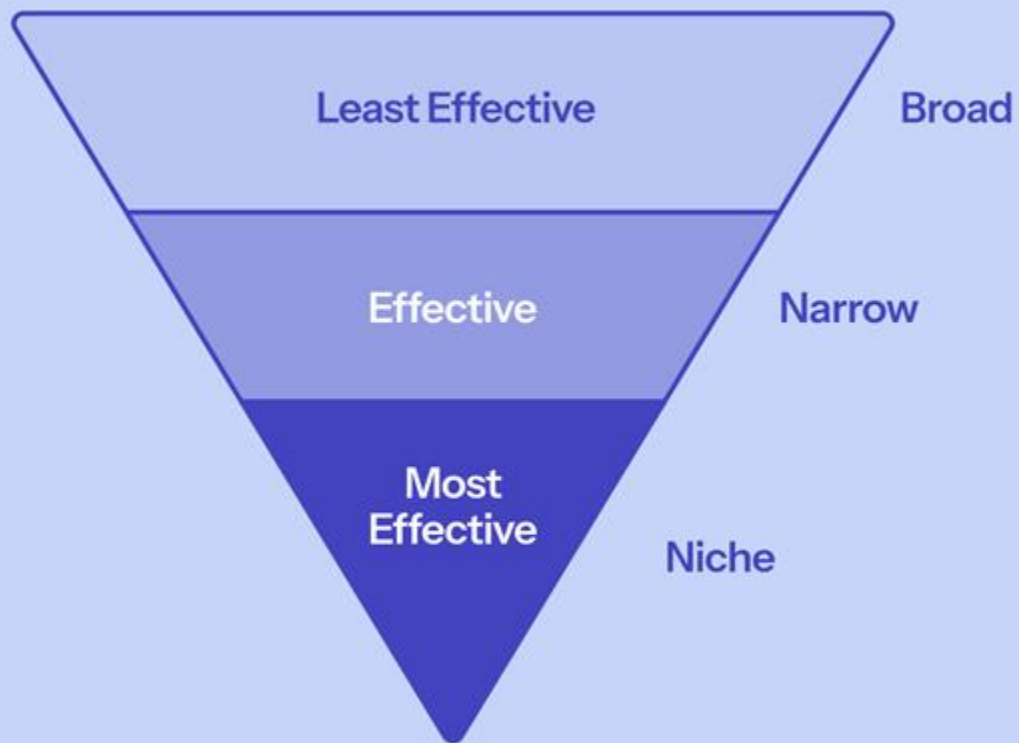 Least Effective
Broad
Effective
Narrow
Most
Effective
Niche